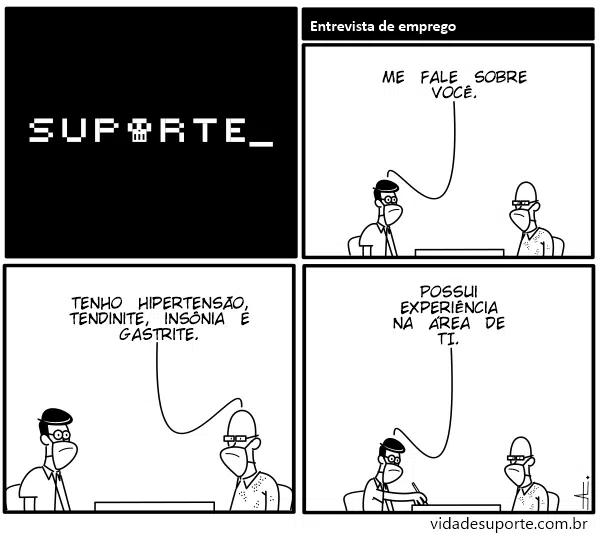 SUPORTE_
Entrevista de emprego
ME FALE SOBRE
VOCÊ.
TENHO HIPERTENSÃO,
TENDINITE, INSÔNIA E
GASTRITE.
POSSUI
EXPERIÊNCIA
NA ÁREA DE
TI.
vidadesuporte.com.br